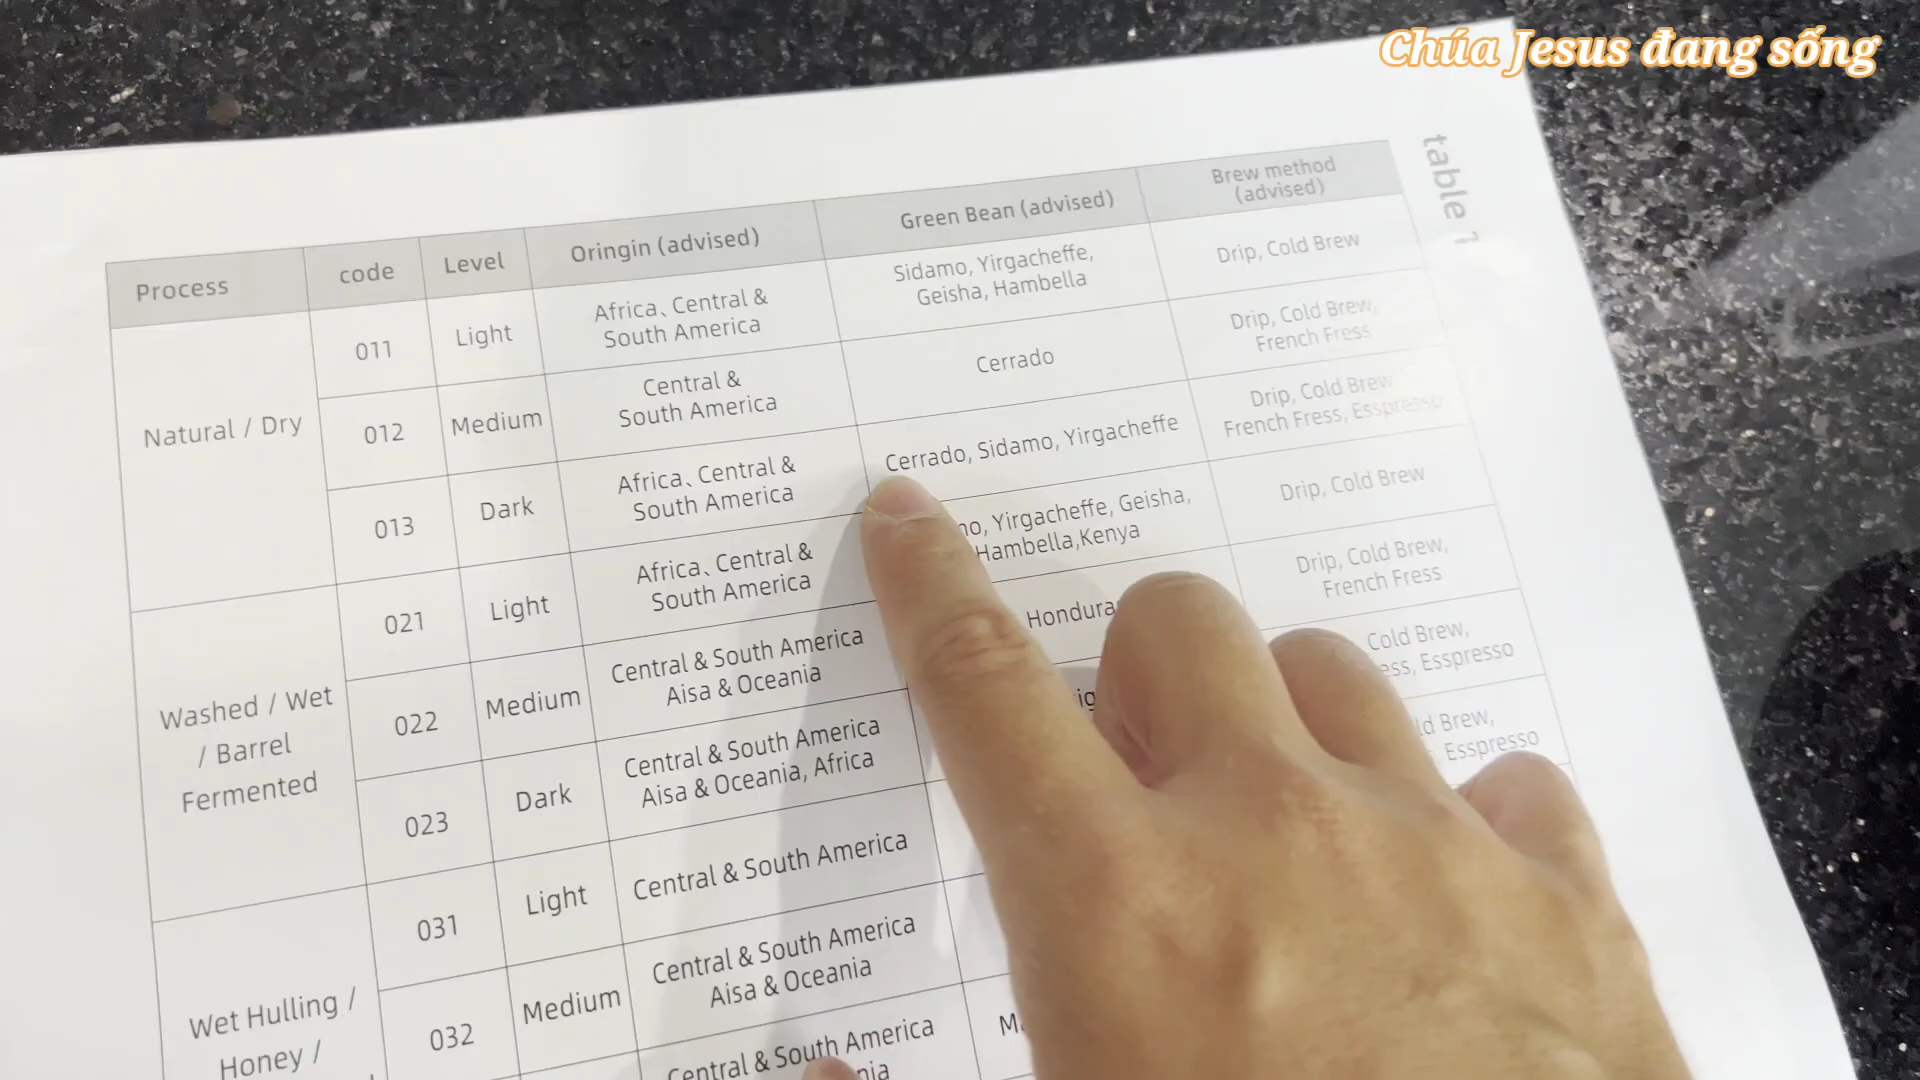 Chúa Jesus đang sống
table 1
Process
code
Level
Oringin (advised)
Green Bean (advised)
Brew method
(advised)
Natural / Dry
011
Light
Africa、Central &
South America
Sidamo, Yirgacheffe,
Geisha, Hambella
Drip, Cold Brew
012
Medium
Central &
South America
Cerrado
Drip, Cold Brew,
French Fress
013
Dark
Africa、Central &
South America
Cerrado, Sidamo, Yirgacheffe
Drip, Cold Brew
French Fress, Esspresso
Washed / Wet
/ Barrel
Fermented
021
Light
Africa、Central &
South America
Yirgacheffe, Geisha,
Hambella,Kenya
Drip, Cold Brew
022
Medium
Central & South America
Aisa & Oceania
Drip, Cold Brew,
French Fress
023
Dark
Central & South America
Aisa & Oceania, Africa
Cold Brew,
Esspresso
Wet Hulling /
Honey /
031
Light
Central & South America
Brew,
Esspresso
032
Medium
Central & South America
Aisa & Oceania
Central & South America